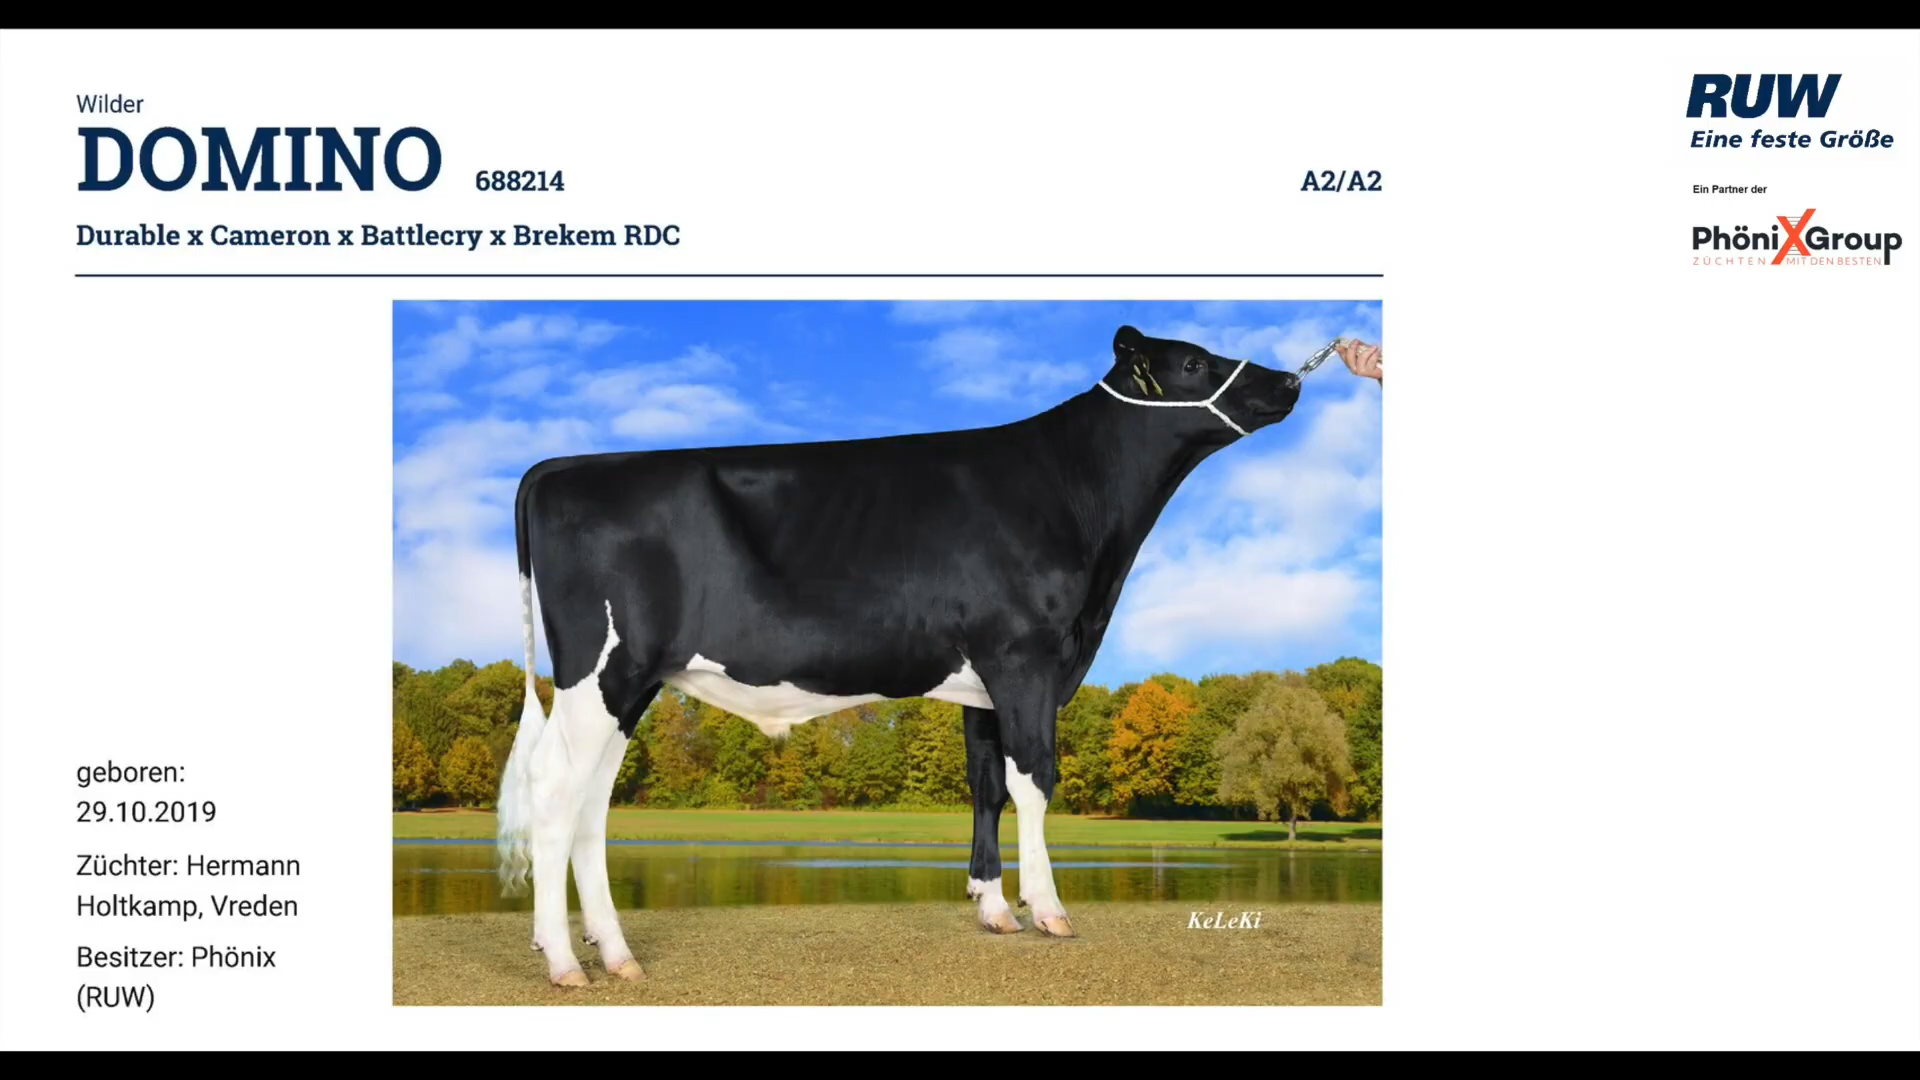 Wilder
DOMINO 688214 A2/A2
Durable x Cameron x Battlecry x Brekem RDC
RUW
Eine feste Größe
Ein Partner der
PhöniXGroup
ZÜCHTEN MIT DEN BESTEN
geboren:
29.10.2019
Züchter: Hermann
Holtkamp, Vreden
Besitzer: Phönix
(RUW)
KeLeKi